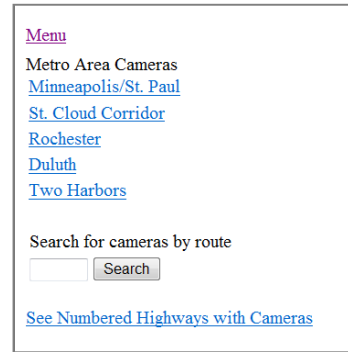 Menu
Metro Area Cameras
Minneapolis/St. Paul
St. Cloud Corridor
Rochester
Duluth
Two Harbors
Search for cameras by route
Search
See Numbered Highways with Cameras